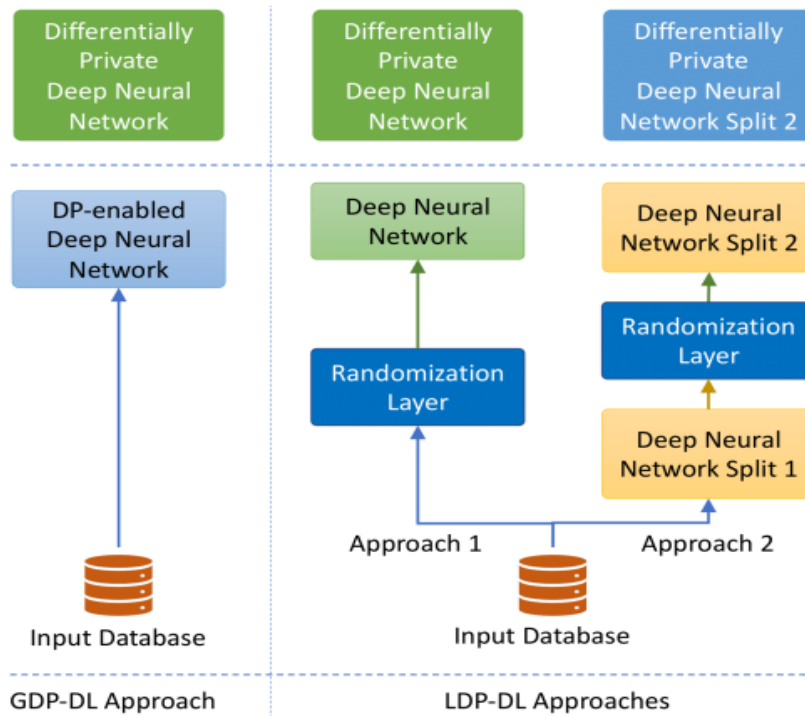 Differentially
Private
Deep Neural
Network
Differentially
Private
Deep Neural
Network
Differentially
Private
Deep Neural
Network Split 2
DP-enabled
Deep Neural
Network
Deep Neural
Network
Deep Neural
Network Split 2
Randomization
Layer
Randomization
Layer
Deep Neural
Network Split 1
Approach 1
Approach 2
Input Database
Input Database
GDP-DL Approach
LDP-DL Approaches